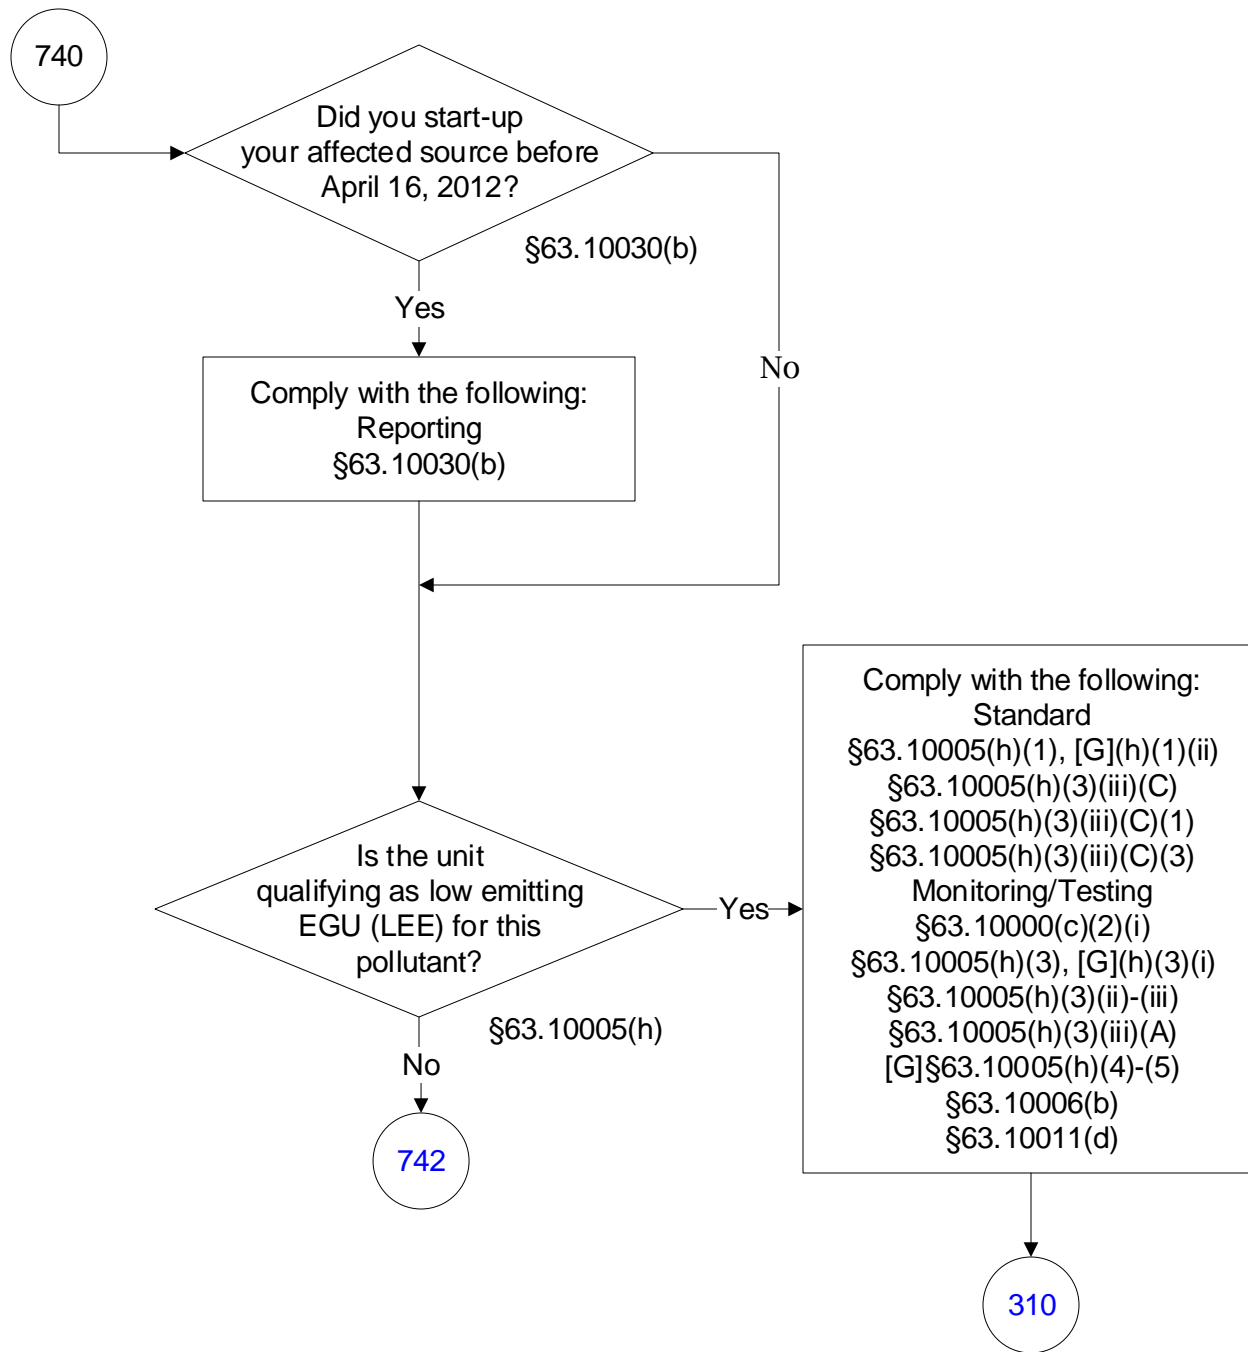 740
Did you start-up
your affected source before
April 16, 2012?
§63.10030(b)
Yes
No
Comply with the following:
Reporting
§63.10030(b)
Is the unit
qualifying as low emitting
EGU (LEE) for this
pollutant?
§63.10005(h)
Yes
No
742
Comply with the following:
Standard
§63.10005(h)(1), [G](h)(1)(ii)
§63.10005(h)(3)(iii)(C)
§63.10005(h)(3)(iii)(C)(1)
§63.10005(h)(3)(iii)(C)(3)
Monitoring/Testing
§63.10000(c)(2)(i)
§63.10005(h)(3), [G](h)(3)(i)
§63.10005(h)(3)(ii)-(iii)
§63.10005(h)(3)(iii)(A)
[G]§63.10005(h)(4)-(5)
§63.10006(b)
§63.10011(d)
310